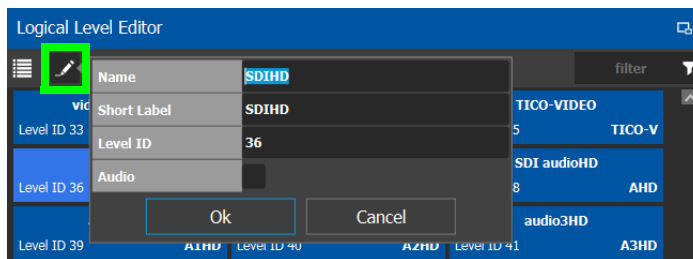 Logical Level Editor
filter
Name SDIHD
Short Label SDIHD
Level ID 36
Audio
Ok Cancel
TICO-VIDEO
Level ID 33 5 TICO-V
SDI audioHD
Level ID 36 8 AHD
audio3HD
Level ID 39 A1HD Level ID 40 A2HD Level ID 41 A3HD